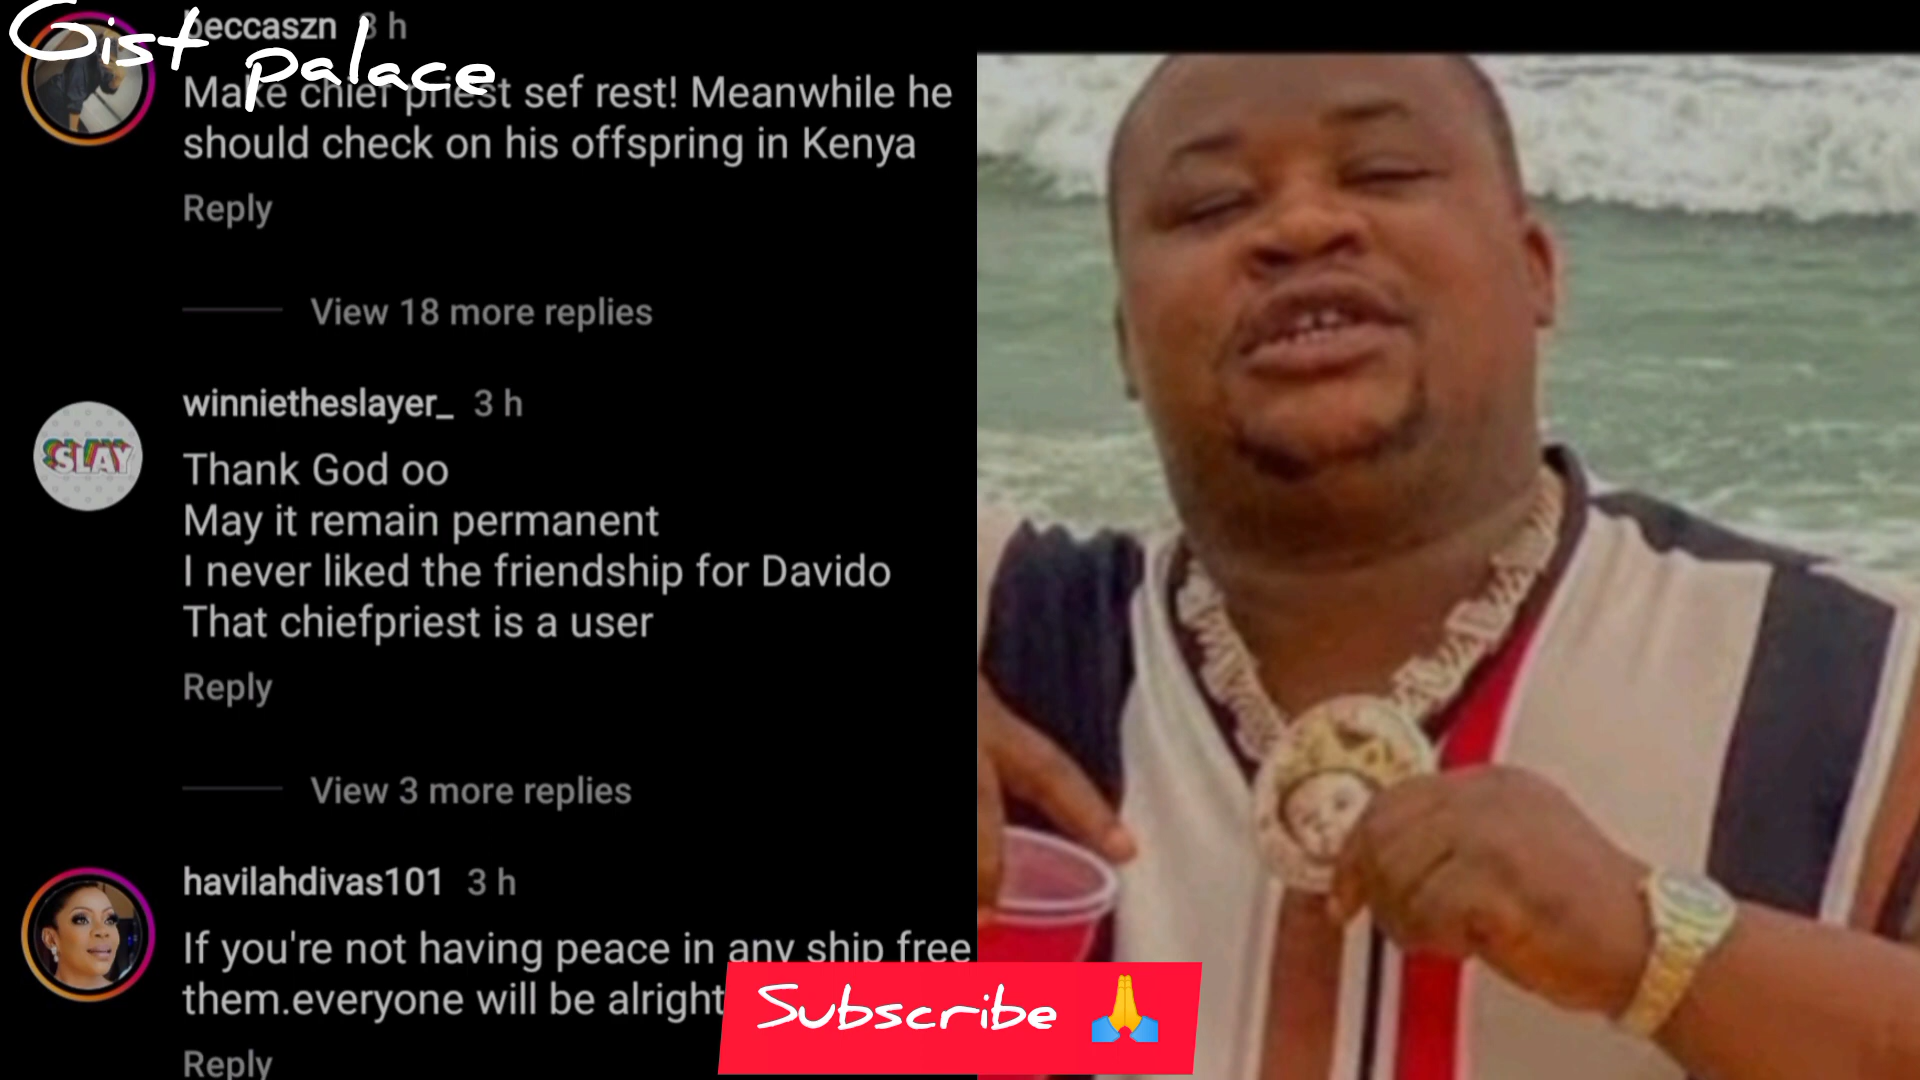 Gist
palace
beccaszn 3 h
Make chief priest sef rest! Meanwhile he
should check on his offspring in Kenya
Reply
View 18 more replies
winnietheslayer_ 3 h
SLAY
Thank God oo
May it remain permanent
I never liked the friendship for Davido
That chiefpriest is a user
Reply
View 3 more replies
havilahdivas101 3 h
If you're not having peace in any ship free
them.everyone will be alright
Reply
Subscribe 🙏